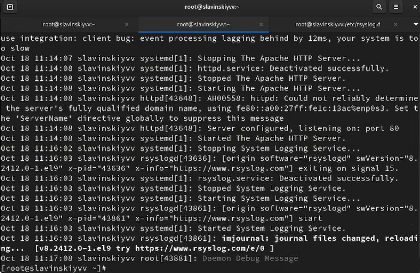 root@slavinskiyvv:~
root@slavinskiyvv:~
root@slavinskiyvv:~
root@slavinskiyvv:/etc/rsyslog.d
use integration: client bug: event processing lagging behind by 12ms, your system is to
o slow
Oct 18 11:14:07 slavinskiyvv systemd[1]: Stopping The Apache HTTP Server...
Oct 18 11:14:08 slavinskiyvv systemd[1]: httpd.service: Deactivated successfully.
Oct 18 11:14:08 slavinskiyvv systemd[1]: Stopped The Apache HTTP Server.
Oct 18 11:14:08 slavinskiyvv systemd[1]: Starting The Apache HTTP Server...
Oct 18 11:14:08 slavinskiyvv httpd[43648]: AH00558: httpd: Could not reliably determine
the server's fully qualified domain name, using Set
the 'ServerName' directive globally to suppress this message
Oct 18 11:14:08 slavinskiyvv httpd[43648]: Server configured, listening on: port 80
Oct 18 11:14:08 slavinskiyvv systemd[1]: Started The Apache HTTP Server.
Oct 18 11:16:02 slavinskiyvv systemd[1]: Stopping System Logging Service...
Oct 18 11:16:03 slavinskiyvv rsyslogd[43636]: [origin software="rsyslogd" swVersion="8.
2412.0-1.el9" x-pid="43636" x-info="https://www.rsyslog.com"] exiting on signal 15.
Oct 18 11:16:03 slavinskiyvv systemd[1]: rsyslog.service: Deactivated successfully.
Oct 18 11:16:03 slavinskiyvv systemd[1]: Stopped System Logging Service.
Oct 18 11:16:03 slavinskiyvv systemd[1]: Starting System Logging Service...
Oct 18 11:16:03 slavinskiyvv rsyslogd[43861]: [origin software="rsyslogd" swVersion="8.
2412.0-1.el9" x-pid="43861" x-info="https://www.rsyslog.com"] start
Oct 18 11:16:03 slavinskiyvv systemd[1]: Started System Logging Service.
Oct 18 11:16:03 slavinskiyvv rsyslogd[43861]: imjournal: journal files changed, reloadin
g... [v8.2412.0-1.el9 try https://www.rsyslog.com/e/0 ]
Oct 18 11:17:08 slavinskiyvv root[43881]: Daemon Debug Message
[root@slavinskiyvv ~]#